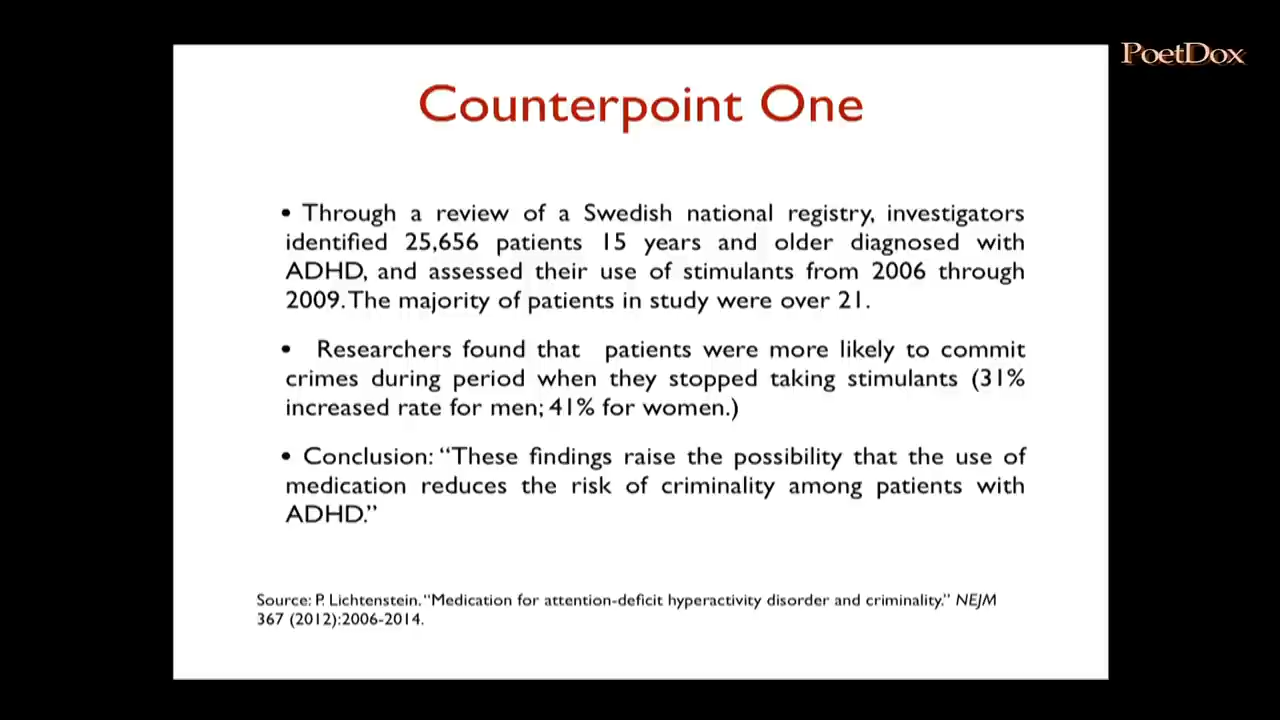 PoetDox
Counterpoint One
• Through a review of a Swedish national registry, investigators
identified 25,656 patients 15 years and older diagnosed with
ADHD, and assessed their use of stimulants from 2006 through
2009. The majority of patients in study were over 21.
• Researchers found that patients were more likely to commit
crimes during period when they stopped taking stimulants (31%
increased rate for men; 41% for women.)
• Conclusion: “These findings raise the possibility that the use of
medication reduces the risk of criminality among patients with
ADHD.”
Source: P. Lichtenstein. “Medication for attention-deficit hyperactivity disorder and criminality.” NEJM
367 (2012):2006-2014.